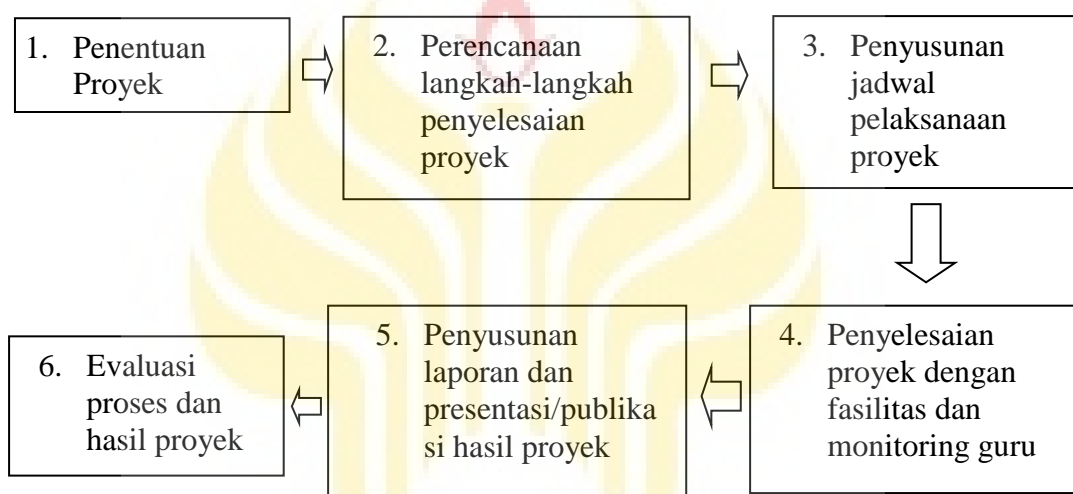 1. Penentuan
Proyek
2. Perencanaan
langkah-langkah
penyelesaian
proyek
3. Penyusunan
jadwal
pelaksanaan
proyek
4. Penyelesaian
proyek dengan
fasilitas dan
monitoring guru
5. Penyusunan
laporan dan
presentasi/publika
si hasil proyek
6. Evaluasi
proses dan
hasil proyek